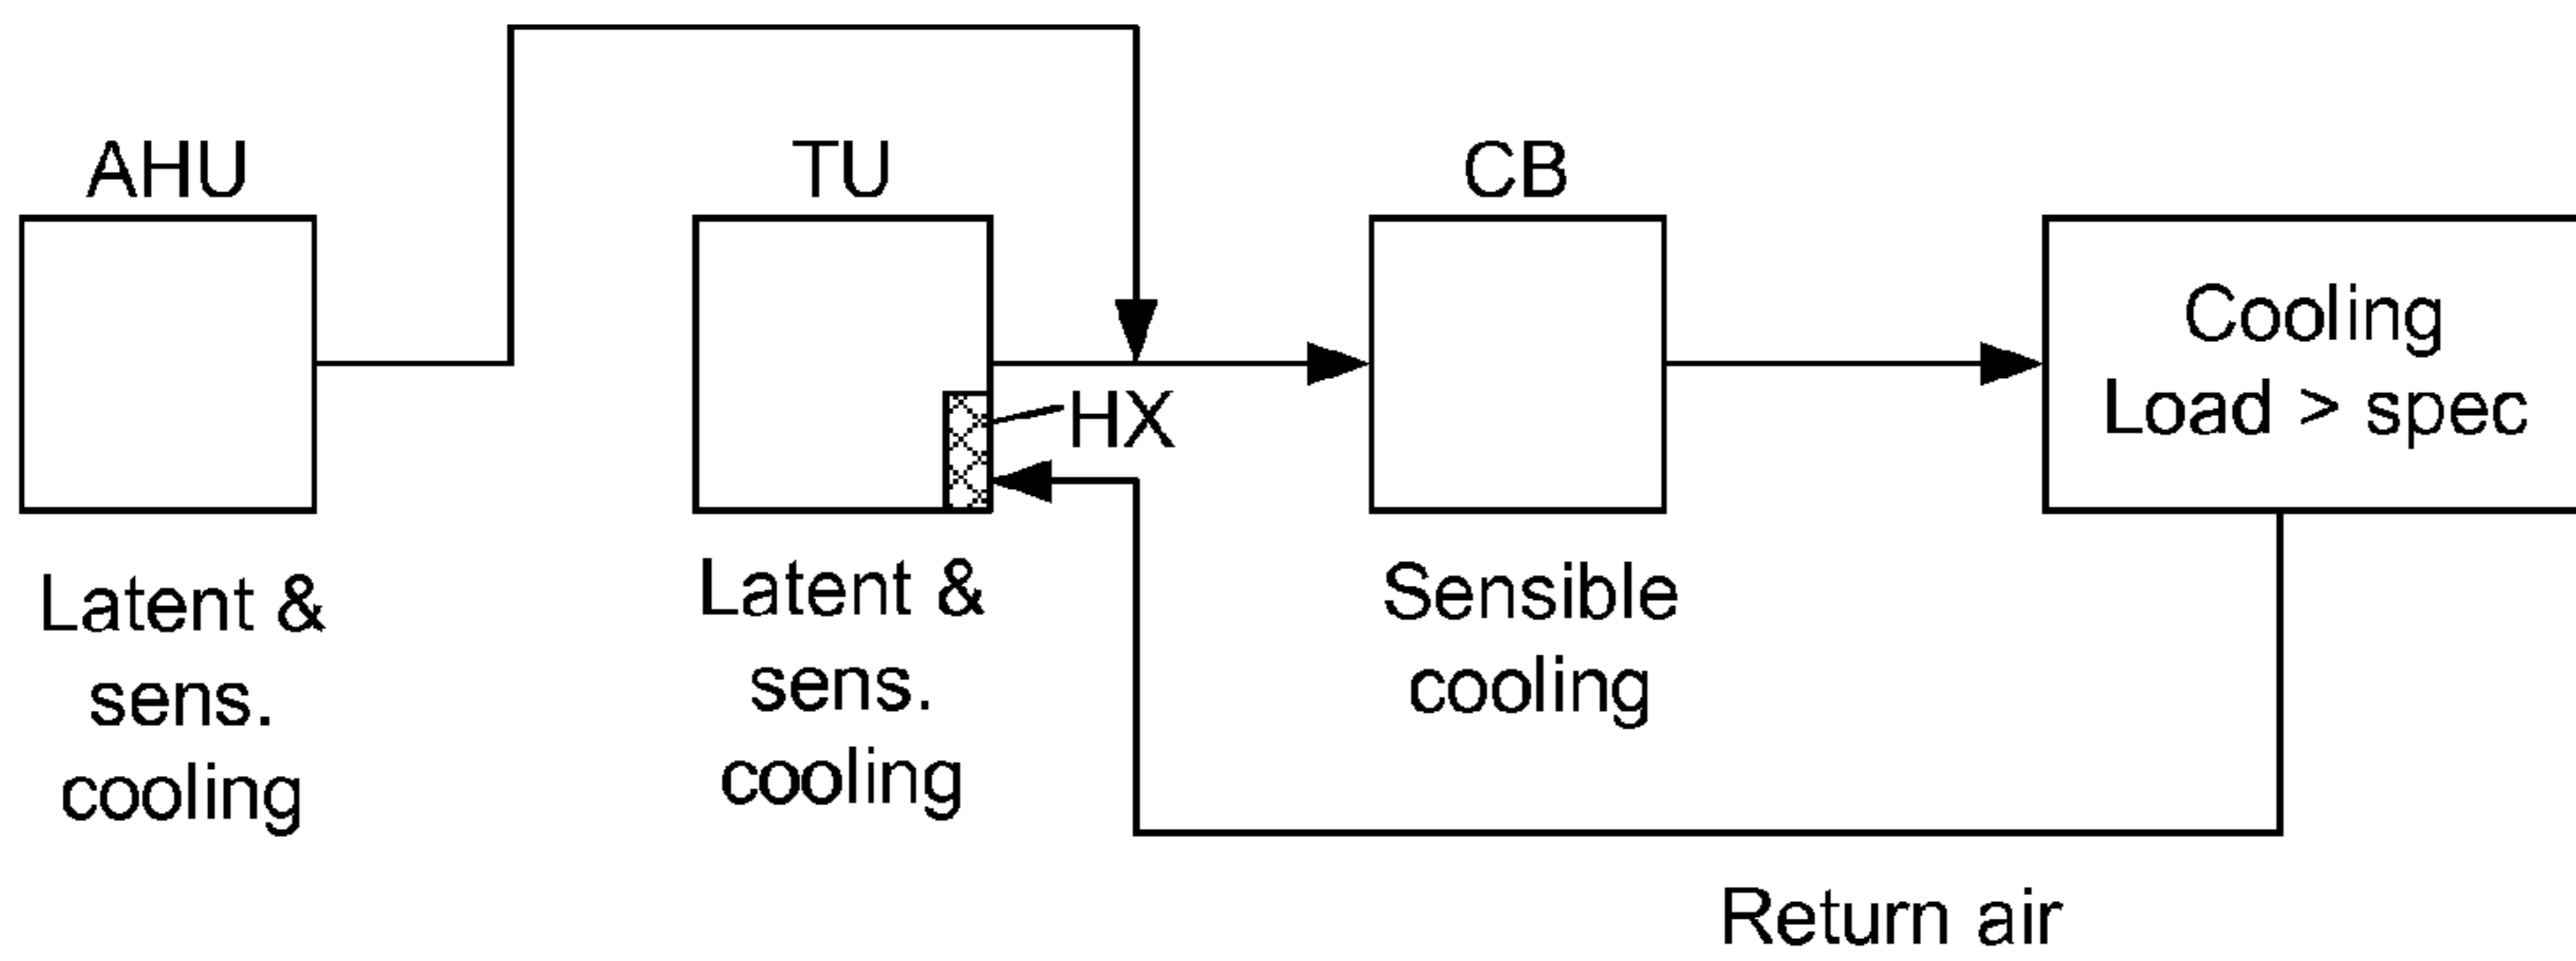 AHU
TU
CB
Cooling
Load > spec
HX
Latent &
sens.
cooling
Latent &
sens.
cooling
Sensible
cooling
Return air